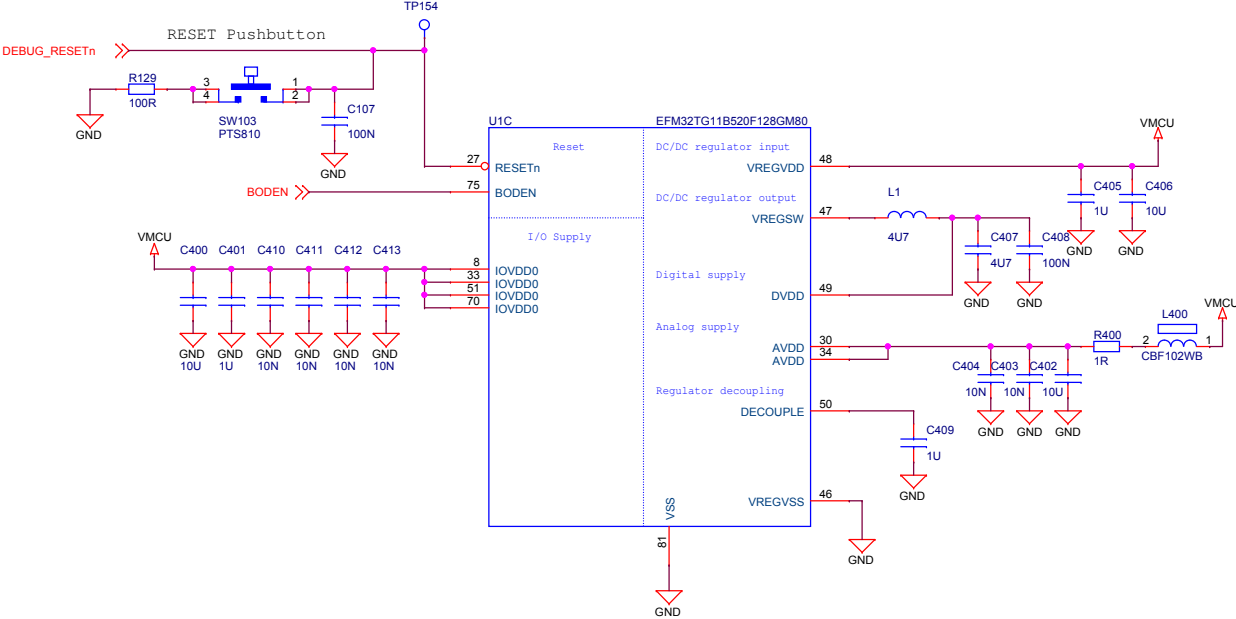 TP154
RESET Pushbutton
DEBUG_RESETn
R129
100R
3
4
1
2
SW103
PTS810
C107
100N
GND
GND
U1C
EFM32TG11B520F128GM80
Reset
DC/DC regulator input
27
RESETn
VREGVDD
48
VMCU
C405
1U
C406
10U
GND
GND
BODEN
75
BODEN
DC/DC regulator output
VREGSW
47
L1
4U7
C407
4U7
C408
100N
GND
GND
I/O Supply
VMCU
C400
C401
C410
C411
C412
C413
8
IOVDD0
33
IOVDD0
51
IOVDD0
70
IOVDD0
GND
GND
GND
GND
GND
GND
10U
1U
10N
10N
10N
10N
Digital supply
DVDD
49
Analog supply
AVDD
30
AVDD
34
VMCU
L400
R400
1R
2
1
CBF102WB
C404
C403
C402
10N
10N
10U
GND
GND
GND
Regulator decoupling
DECOUPLE
50
C409
1U
GND
VREGVSS
46
GND
VSS
81
GND